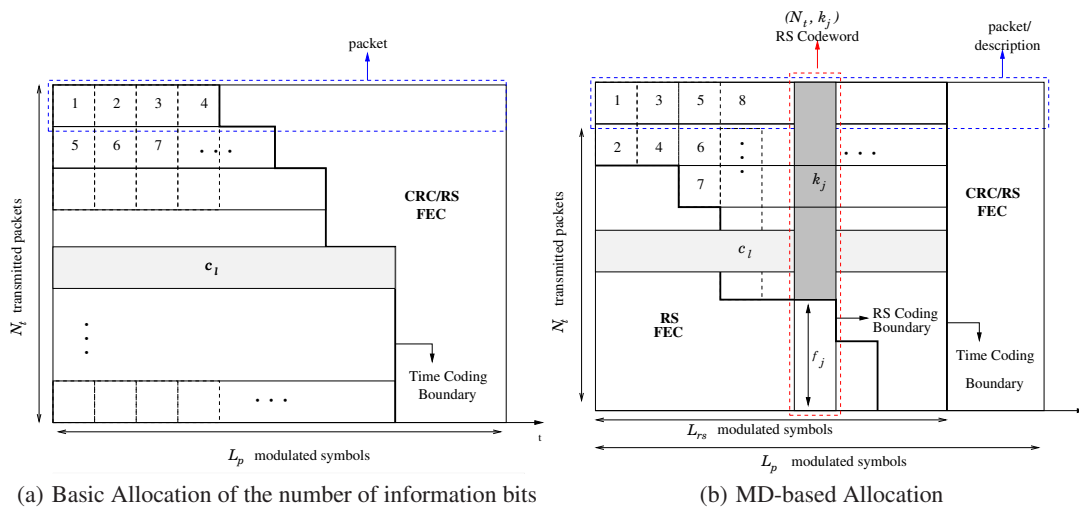 packet
1 2 3 4
5 6 7 . . .
CRC/RS
FEC
c_l
N_t transmitted packets
Time Coding
Boundary
. . .
t
L_p modulated symbols
(a) Basic Allocation of the number of information bits
(N_t, k_j)
RS Codeword
packet/
description
1 3 5 8
2 4 6 . . .
7
k_j
CRC/RS
FEC
c_l
N_t transmitted packets
RS
FEC
f_j
RS Coding
Boundary
Time Coding
Boundary
L_rs modulated symbols
L_p modulated symbols
(b) MD-based Allocation